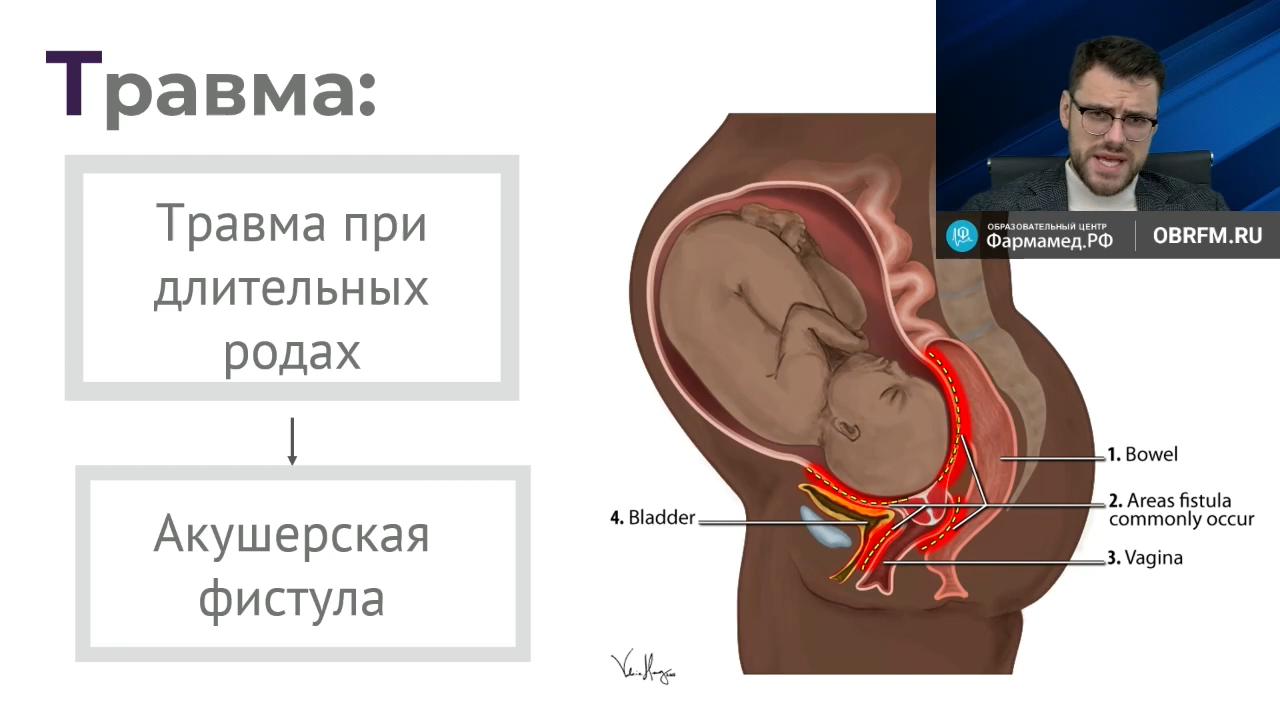 Травма:
Травма при
длительных
родах
Акушерская
фистула
ОБРАЗОВАТЕЛЬНЫЙ ЦЕНТР
Фармамед.РФ
OBRFM.RU
1. Bowel
2. Areas fistula
commonly occur
3. Vagina
4. Bladder